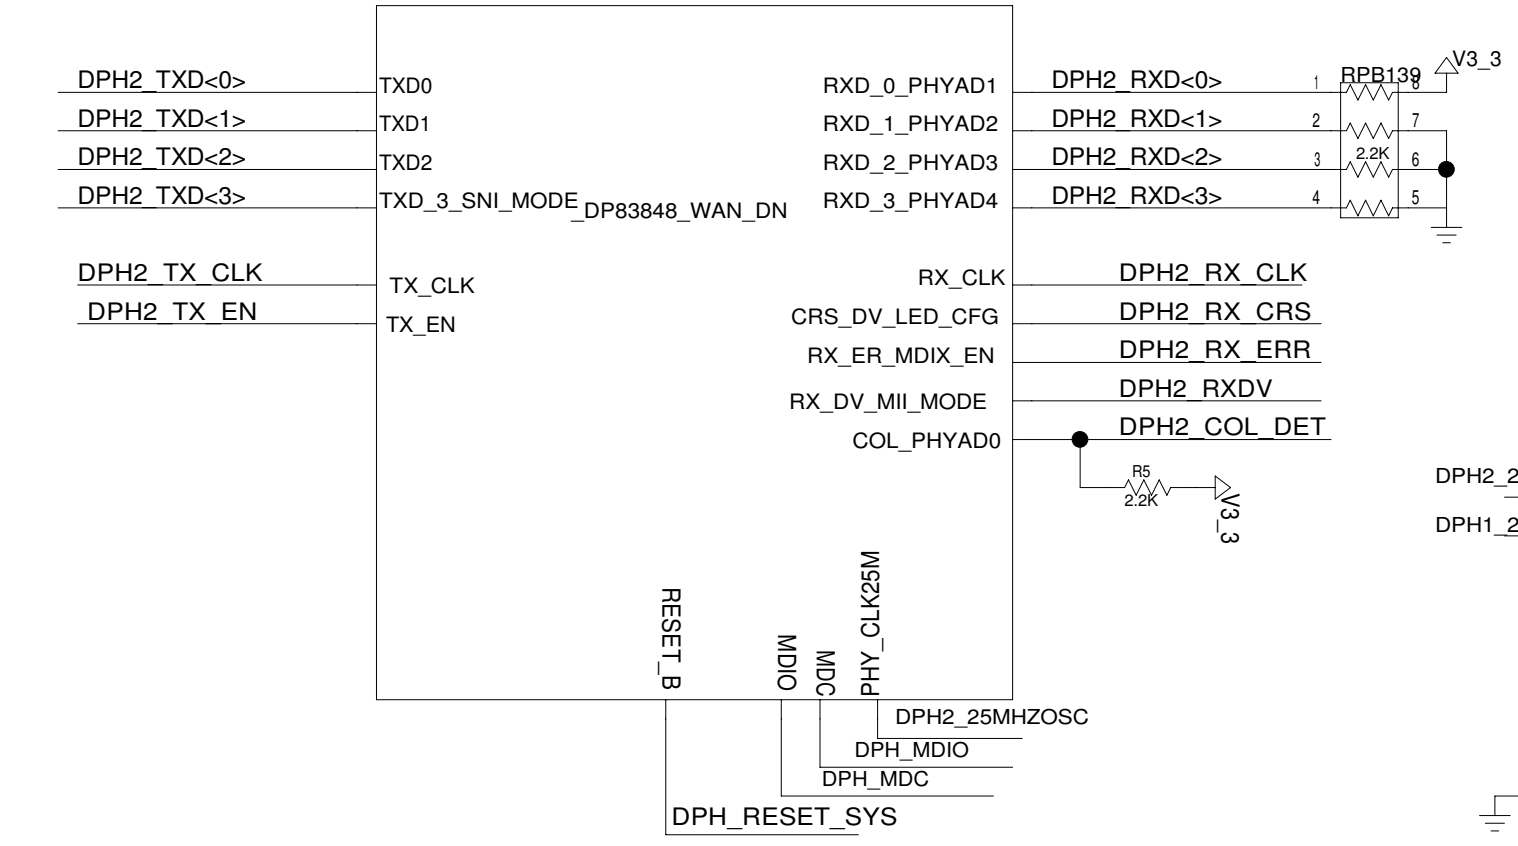 V3_3
RPB139
DPH2_TXD<0> TXD0 RXD_0_PHYAD1 DPH2_RXD<0> 1 8
DPH2_TXD<1> TXD1 RXD_1_PHYAD2 DPH2_RXD<1> 2 7
DPH2_TXD<2> TXD2 RXD_2_PHYAD3 DPH2_RXD<2> 3 2.2K 6
DPH2_TXD<3> TXD_3_SNI_MODE _DP83848_WAN_DN RXD_3_PHYAD4 DPH2_RXD<3> 4 5
DPH2_TX_CLK TX_CLK RX_CLK DPH2_RX_CLK
DPH2_TX_EN TX_EN CRS_DV_LED_CFG DPH2_RX_CRS
RX_ER_MDIX_EN DPH2_RX_ERR
RX_DV_MII_MODE DPH2_RXDV
COL_PHYAD0 DPH2_COL_DET
R5
2.2K
V3_3
DPH2_2
DPH1_2
RESET_B
MDIO
MDC
PHY_CLK25M
DPH2_25MHZOSC
DPH_MDIO
DPH_MDC
DPH_RESET_SYS